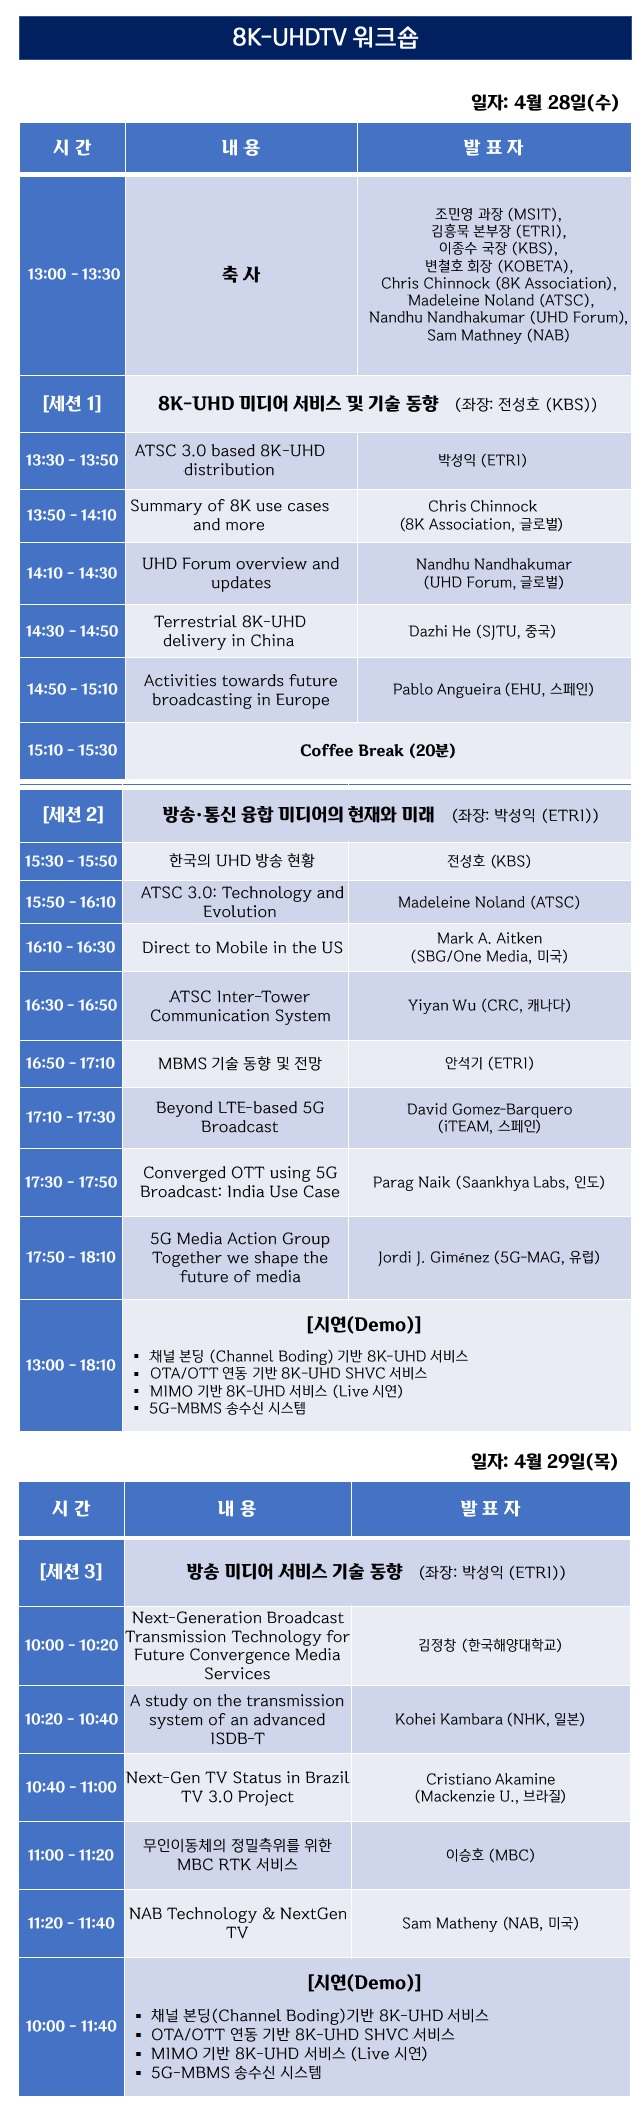 8K-UHDTV 워크숍
일자: 4월 28일(수)
시 간
내 용
발 표 자
13:00 - 13:30
축 사
조민영 과장 (MSIT),
김흥묵 본부장 (ETRI),
이종수 국장 (KBS),
변철호 회장 (KOBETA),
Chris Chinnock (8K Association),
Madeleine Noland (ATSC),
Nandhu Nandhakumar (UHD Forum),
Sam Mathney (NAB)
[세션 1]
8K-UHD 미디어 서비스 및 기술 동향 (좌장: 전성호 (KBS))
13:30 - 13:50
ATSC 3.0 based 8K-UHD
distribution
박성익 (ETRI)
13:50 - 14:10
Summary of 8K use cases
and more
Chris Chinnock
(8K Association, 글로벌)
14:10 - 14:30
UHD Forum overview and
updates
Nandhu Nandhakumar
(UHD Forum, 글로벌)
14:30 - 14:50
Terrestrial 8K-UHD
delivery in China
Dazhi He (SJTU, 중국)
14:50 - 15:10
Activities towards future
broadcasting in Europe
Pablo Angueira (EHU, 스페인)
15:10 - 15:30
Coffee Break (20분)
[세션 2]
방송·통신 융합 미디어의 현재와 미래 (좌장: 박성익 (ETRI))
15:30 - 15:50
한국의 UHD 방송 현황
전성호 (KBS)
15:50 - 16:10
ATSC 3.0: Technology and
Evolution
Madeleine Noland (ATSC)
16:10 - 16:30
Direct to Mobile in the US
Mark A. Aitken
(SBG/One Media, 미국)
16:30 - 16:50
ATSC Inter-Tower
Communication System
Yiyan Wu (CRC, 캐나다)
16:50 - 17:10
MBMS 기술 동향 및 전망
안석기 (ETRI)
17:10 - 17:30
Beyond LTE-based 5G
Broadcast
David Gomez-Barquero
(iTEAM, 스페인)
17:30 - 17:50
Converged OTT using 5G
Broadcast: India Use Case
Parag Naik (Saankhya Labs, 인도)
17:50 - 18:10
5G Media Action Group
Together we shape the
future of media
Jordi J. Giménez (5G-MAG, 유럽)
13:00 - 18:10
[시연(Demo)]
▪ 채널 본딩 (Channel Boding) 기반 8K-UHD 서비스
▪ OTA/OTT 연동 기반 8K-UHD SHVC 서비스
▪ MIMO 기반 8K-UHD 서비스 (Live 시연)
▪ 5G-MBMS 송수신 시스템
일자: 4월 29일(목)
시 간
내 용
발 표 자
[세션 3]
방송 미디어 서비스 기술 동향 (좌장: 박성익 (ETRI))
10:00 - 10:20
Next-Generation Broadcast
Transmission Technology for
Future Convergence Media
Services
김정창 (한국해양대학교)
10:20 - 10:40
A study on the transmission
system of an advanced
ISDB-T
Kohei Kambara (NHK, 일본)
10:40 - 11:00
Next-Gen TV Status in Brazil
TV 3.0 Project
Cristiano Akamine
(Mackenzie U., 브라질)
11:00 - 11:20
무인이동체의 정밀측위를 위한
MBC RTK 서비스
이승호 (MBC)
11:20 - 11:40
NAB Technology & NextGen
TV
Sam Matheny (NAB, 미국)
10:00 - 11:40
[시연(Demo)]
▪ 채널 본딩(Channel Boding)기반 8K-UHD 서비스
▪ OTA/OTT 연동 기반 8K-UHD SHVC 서비스
▪ MIMO 기반 8K-UHD 서비스 (Live 시연)
▪ 5G-MBMS 송수신 시스템